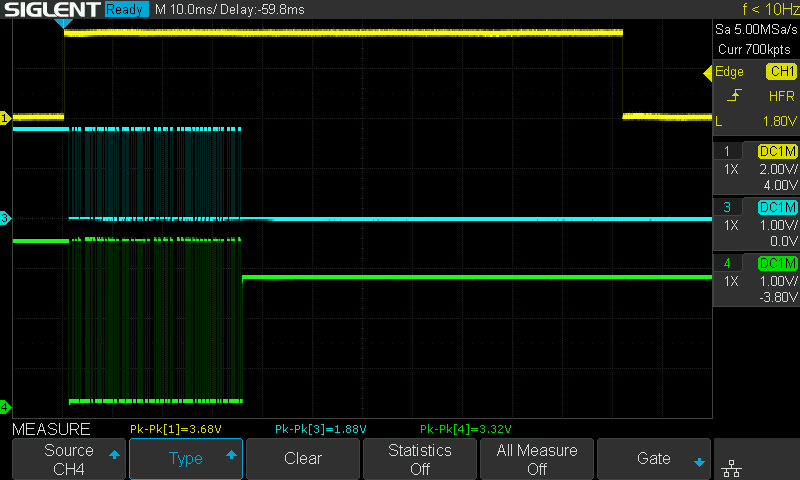 SIGLENT Ready M 10.0ms/ Delay:-59.8ms f < 10Hz
Sa 5.00MSa/s
Curr 700kpts
Edge CH1
HFR
L 1.80V
1 DC1M
1X 2.00V/
4.00V
3 DC1M
1X 1.00V/
0.0V
4 DC1M
1X 1.00V/
-3.80V
1
3
4
MEASURE Pk-Pk[1]=3.68V Pk-Pk[3]=1.88V Pk-Pk[4]=3.32V
Source
CH4
Type
Clear
Statistics
Off
All Measure
Off
Gate